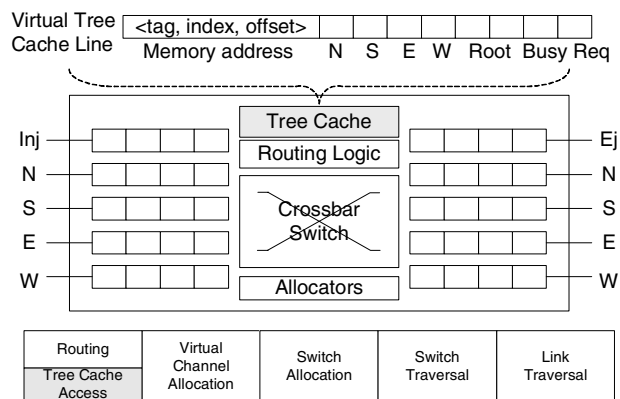 Virtual Tree
Cache Line
<tag, index, offset>
Memory address N S E W Root Busy Req
Tree Cache
Inj Ej
Routing Logic
N N
S Crossbar S
Switch
E E
W W
Allocators
Routing
Tree Cache
Access
Virtual
Channel
Allocation
Switch
Allocation
Switch
Traversal
Link
Traversal